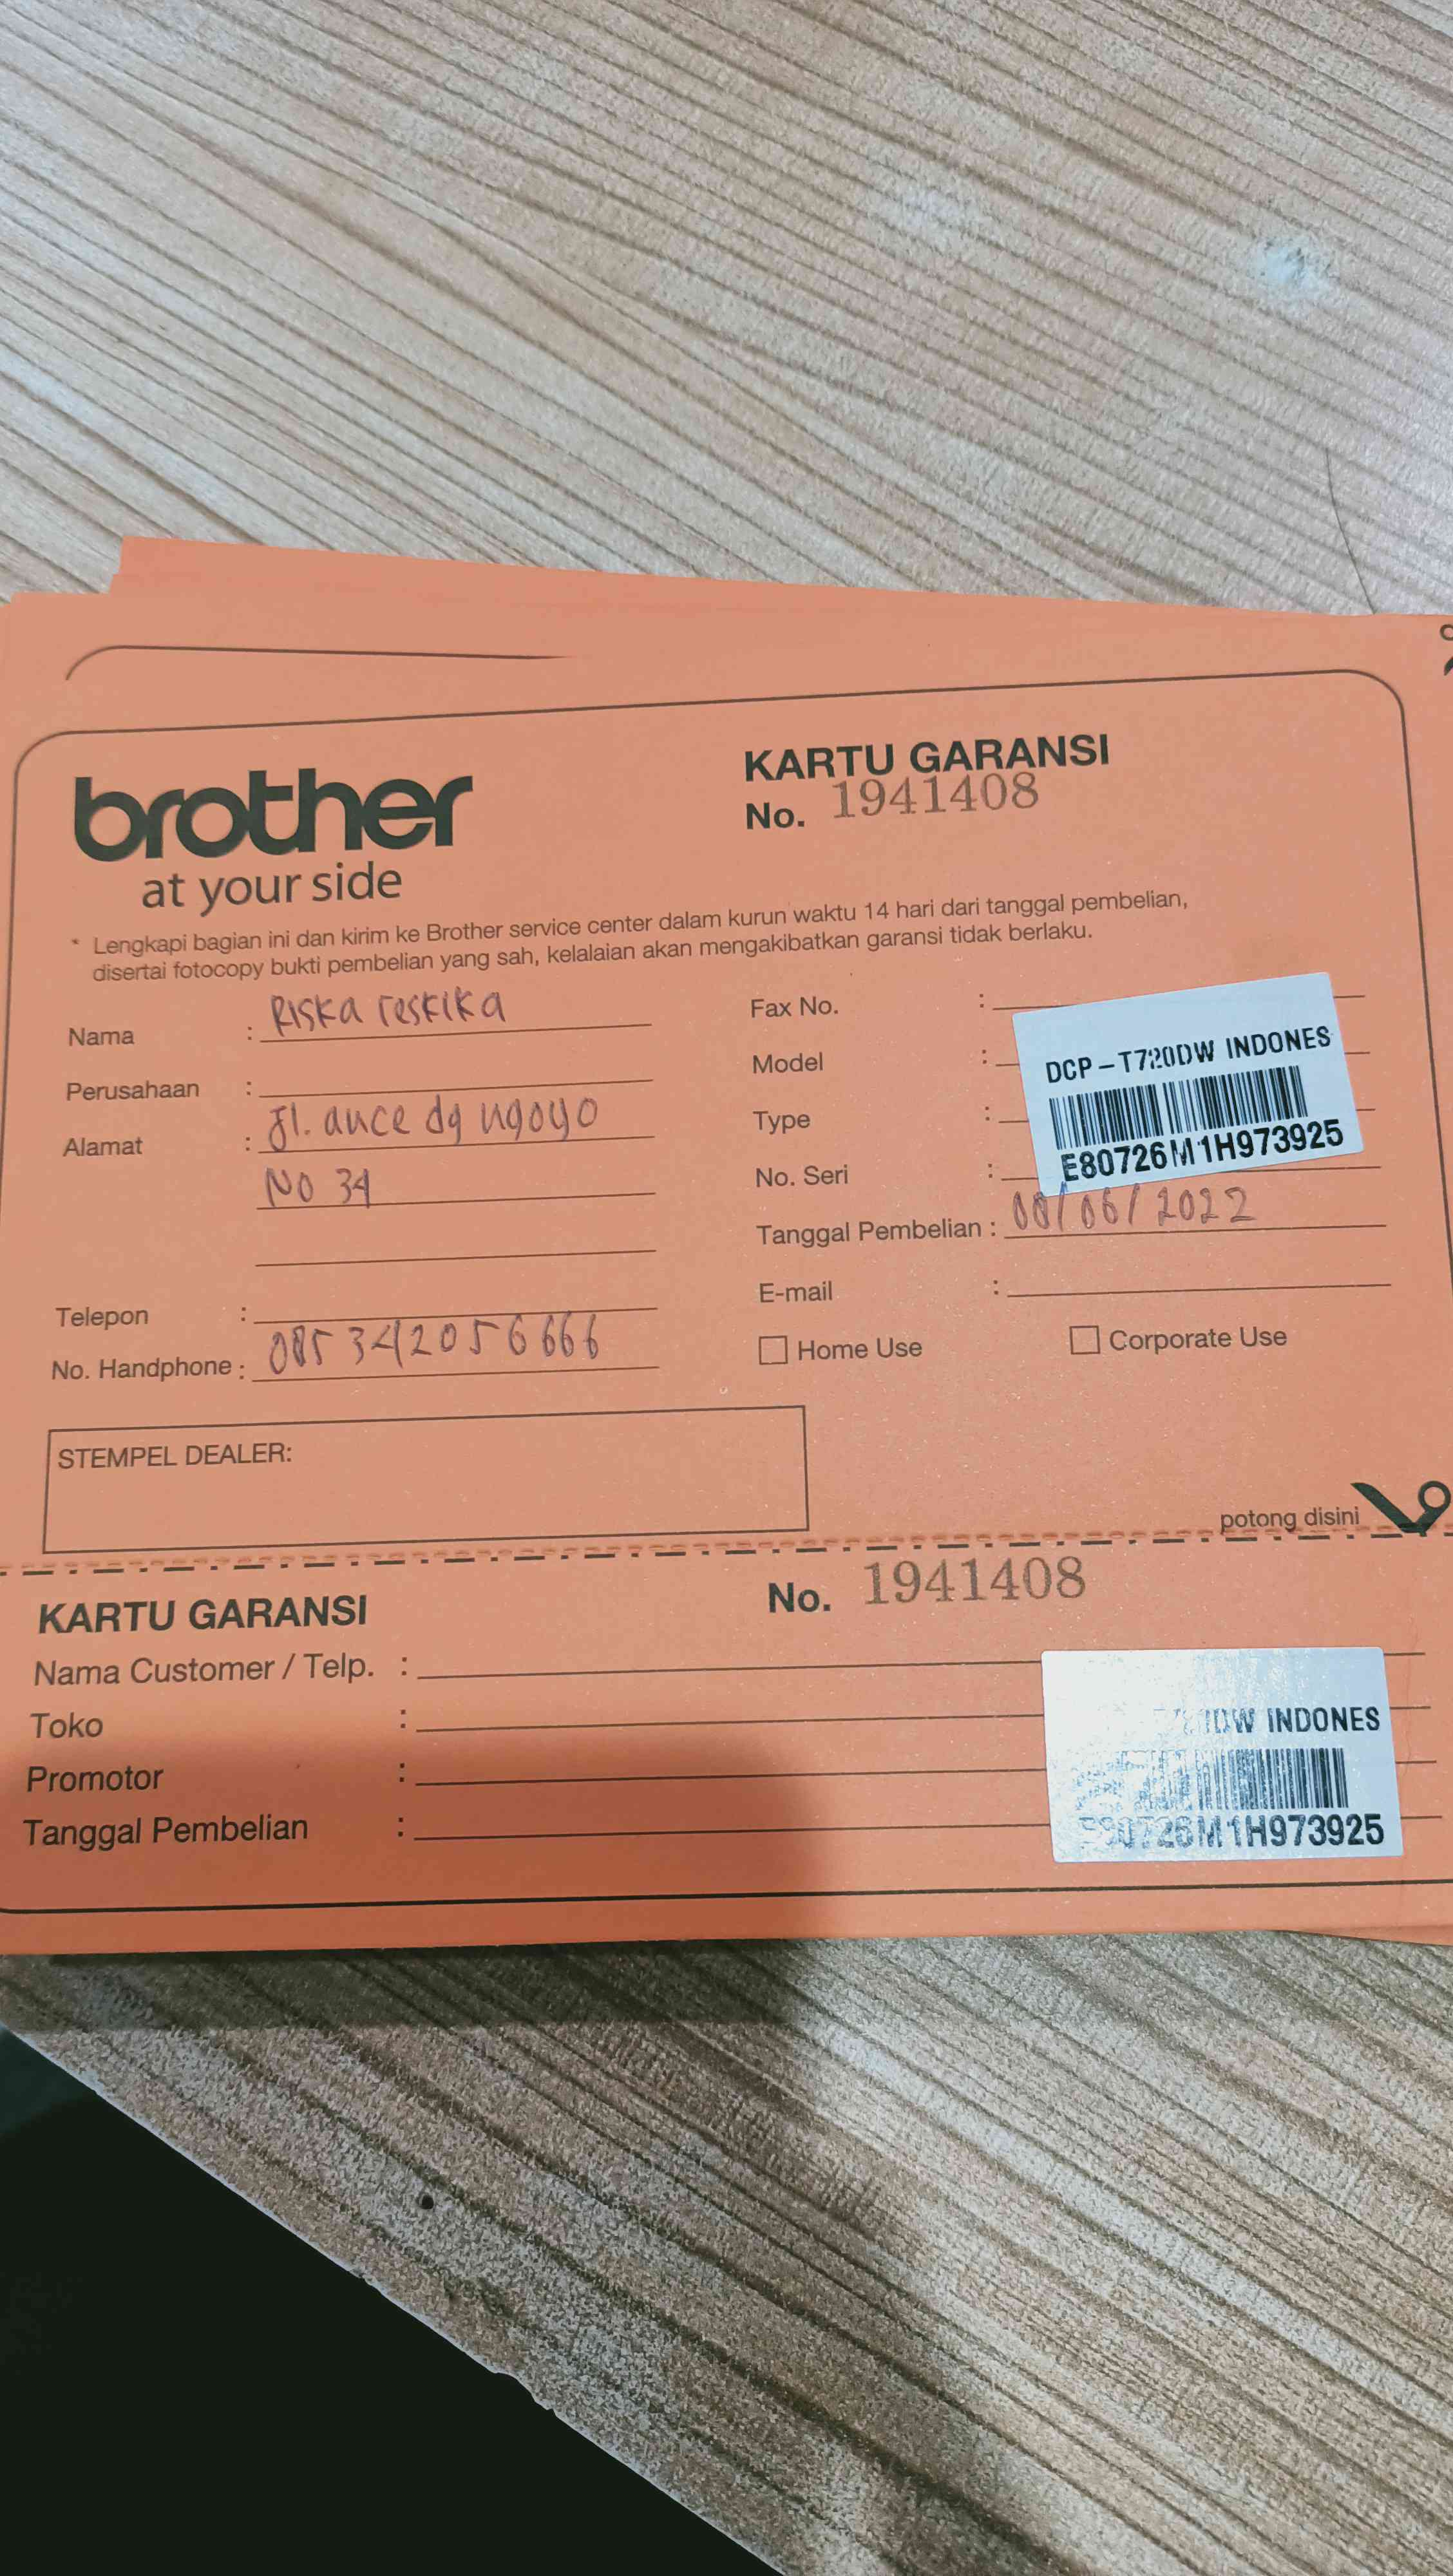 brother
at your side
KARTU GARANSI
No. 1941408
* Lengkapi bagian ini dan kirim ke Brother service center dalam kurun waktu 14 hari dari tanggal pembelian,
disertai fotocopy bukti pembelian yang sah, kelalaian akan mengakibatkan garansi tidak berlaku.
Nama : Riska reskika
Perusahaan :
Alamat : Jl. ance dg ngoyo
NO 34
Telepon :
No. Handphone : 085342056666
Fax No. :
Model :
Type :
No. Seri :
DCP-T720DW INDONES
E80726M1H973925
Tanggal Pembelian : 08/06/2022
E-mail :
Home Use
Corporate Use
STEMPEL DEALER:
potong disini
KARTU GARANSI
No. 1941408
Nama Customer / Telp. :
Toko :
Promotor :
Tanggal Pembelian :
INDONES
E80726M1H973925